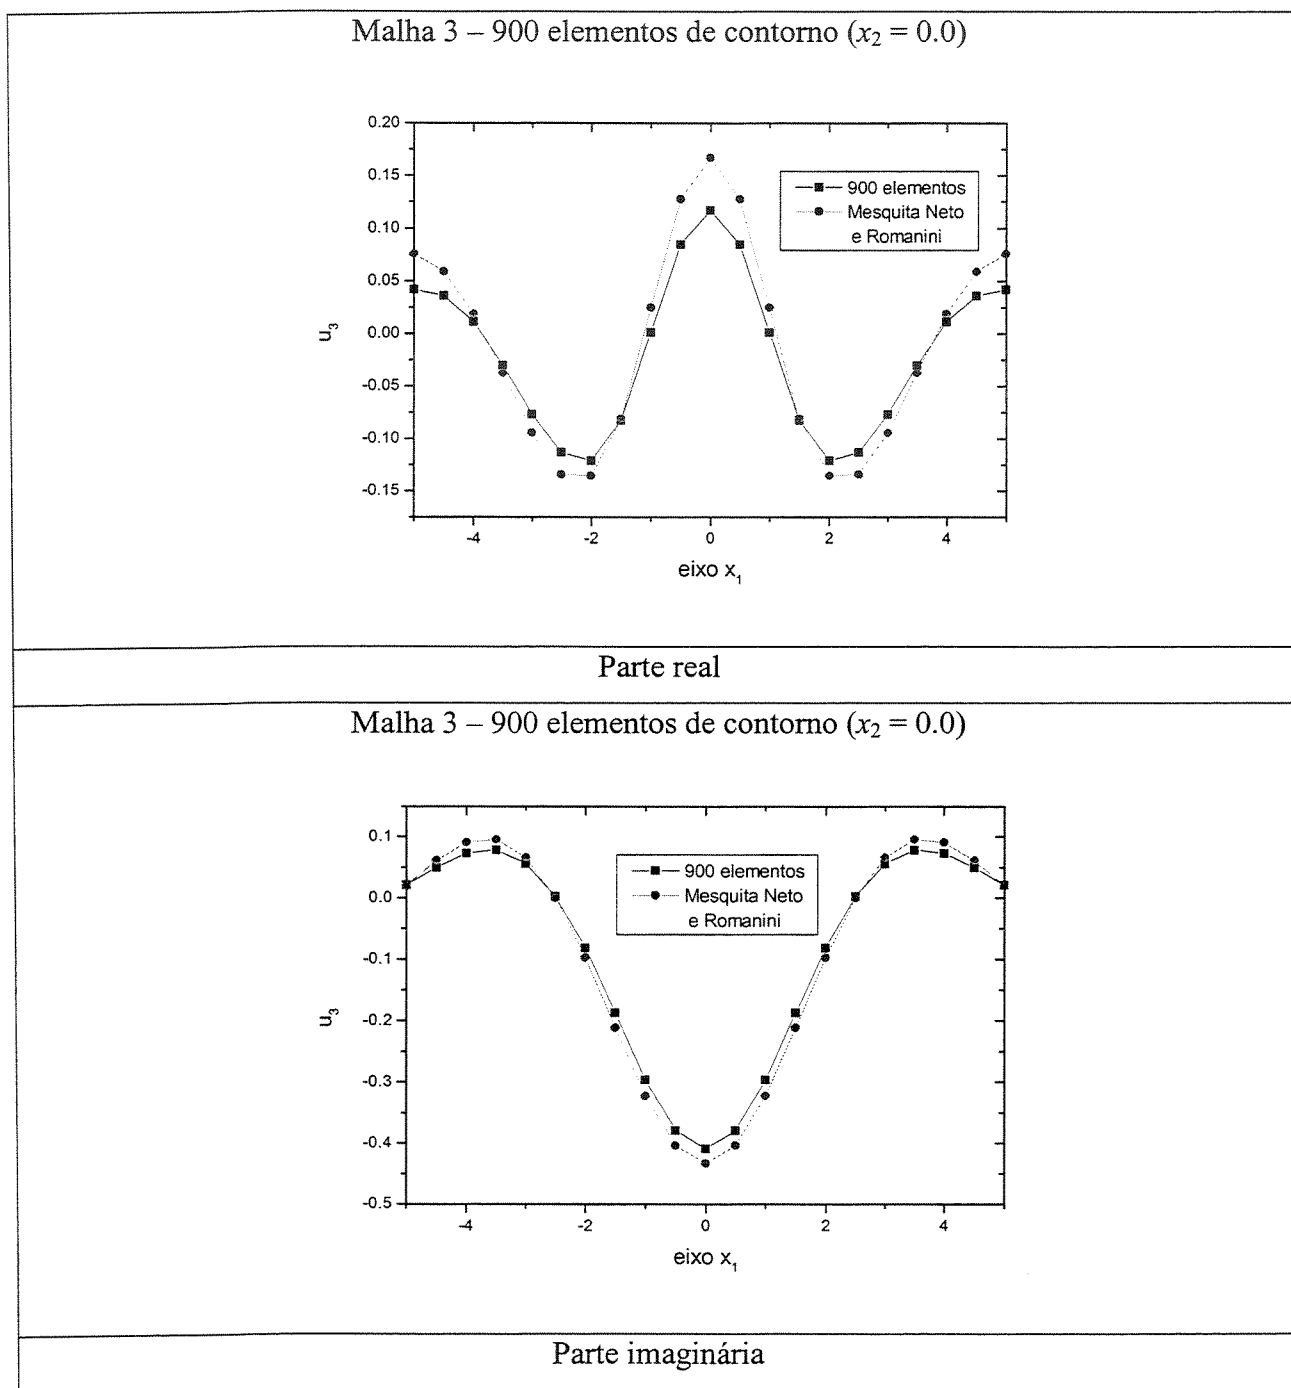 Malha 3 – 900 elementos de contorno (x₂ = 0.0)
0.20
0.15
0.10
0.05
0.00
-0.05
-0.10
-0.15
u₃
900 elementos
Mesquita Neto
e Romanini
-4
-2
0
2
4
eixo x₁
Parte real
Malha 3 – 900 elementos de contorno (x₂ = 0.0)
0.1
0.0
-0.1
-0.2
-0.3
-0.4
-0.5
u₃
900 elementos
Mesquita Neto
e Romanini
-4
-2
0
2
4
eixo x₁
Parte imaginária